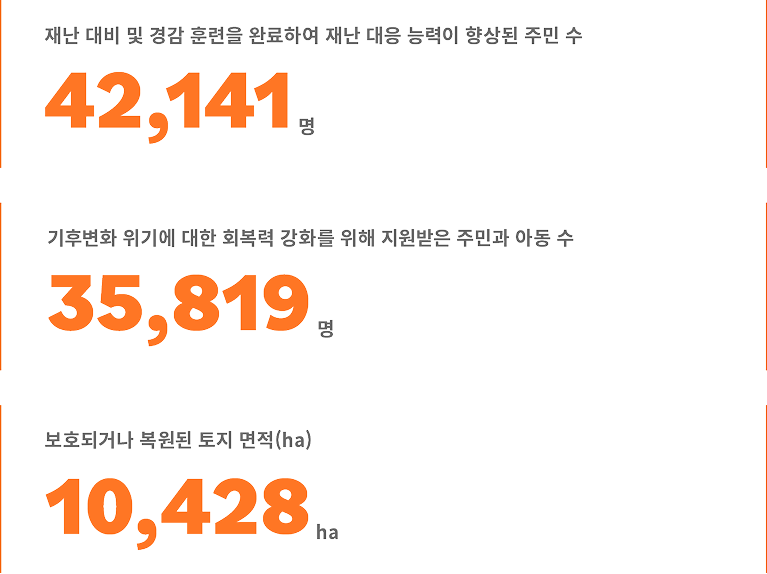 재난 대비 및 경감 훈련을 완료하여 재난 대응 능력이 향상된 주민 수
42,141 명
기후변화 위기에 대한 회복력 강화를 위해 지원받은 주민과 아동 수
35,819 명
보호되거나 복원된 토지 면적(ha)
10,428 ha